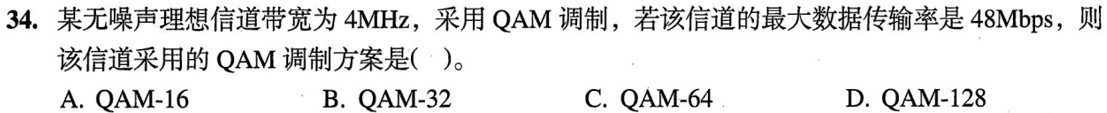 34. 某无噪声理想信道带宽为 4MHz，采用 QAM 调制，若该信道的最大数据传输率是 48Mbps，则
该信道采用的 QAM 调制方案是( )。
A. QAM-16 B. QAM-32 C. QAM-64 D. QAM-128